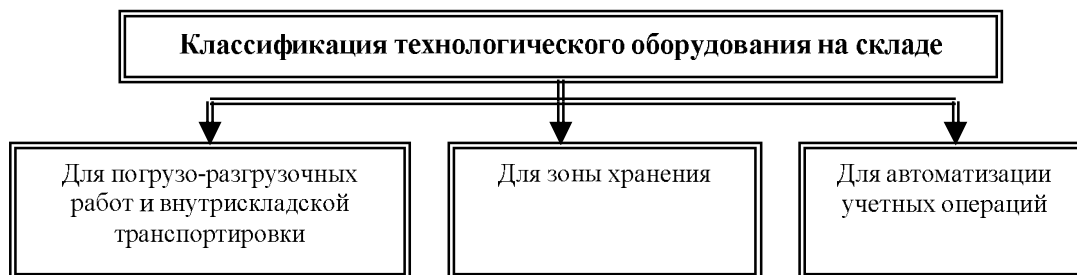 Классификация технологического оборудования на складе
Для погрузо-разгрузочных
работ и внутрискладской
транспортировки
Для зоны хранения
Для автоматизации
учетных операций